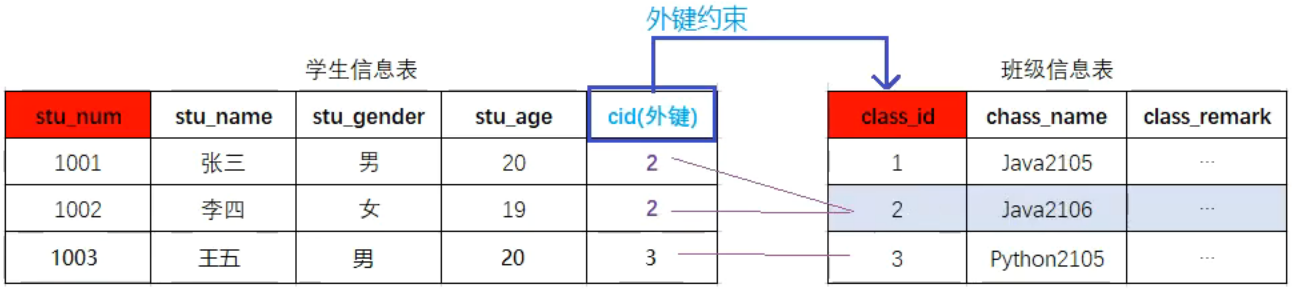 外键约束
学生信息表 班级信息表
stu_num stu_name stu_gender stu_age cid(外键) class_id chass_name class_remark
1001 张三 男 20 2 1 Java2105 ...
1002 李四 女 19 2 2 Java2106 ...
1003 王五 男 20 3 3 Python2105 ...